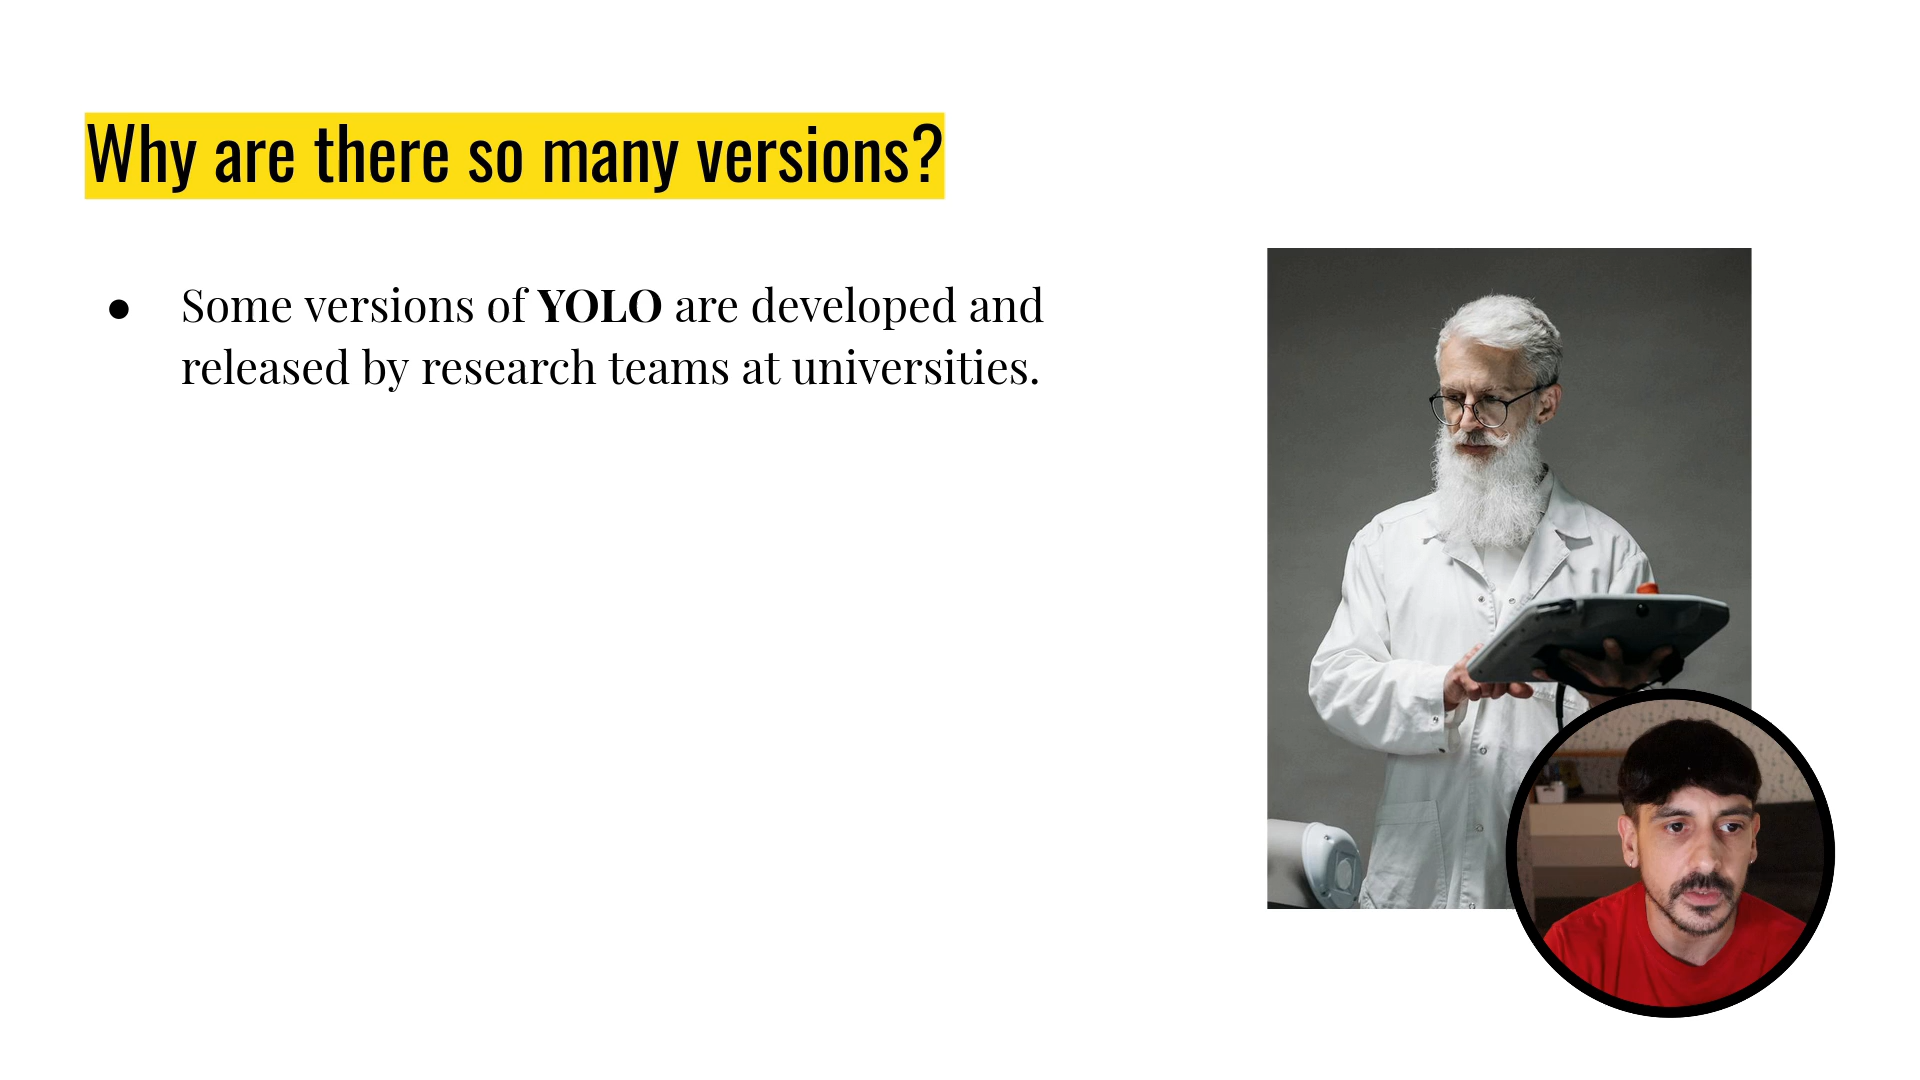 Why are there so many versions?
● Some versions of YOLO are developed and
released by research teams at universities.